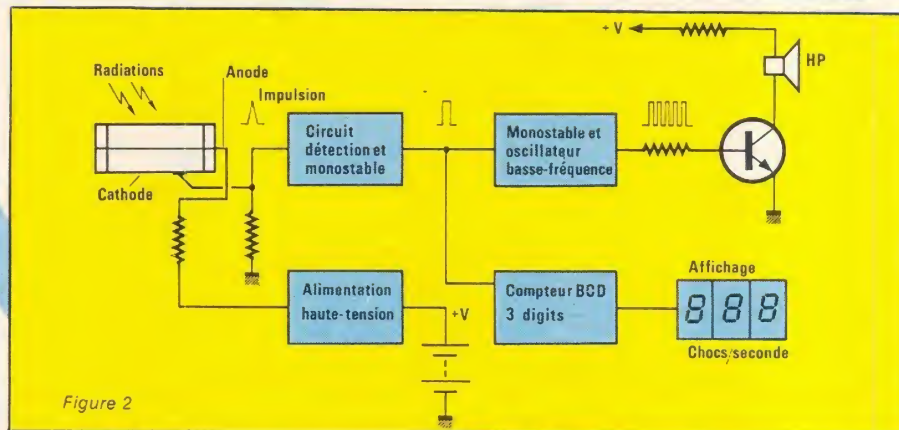 +V
HP
Radiations
Anode
Impulsion
Circuit
détection et
monostable
Monostable et
oscillateur
basse-fréquence
Cathode
Alimentation
haute-tension
+V
Compteur BCD
3 digits
Affichage
888
Chocs/seconde
Figure 2